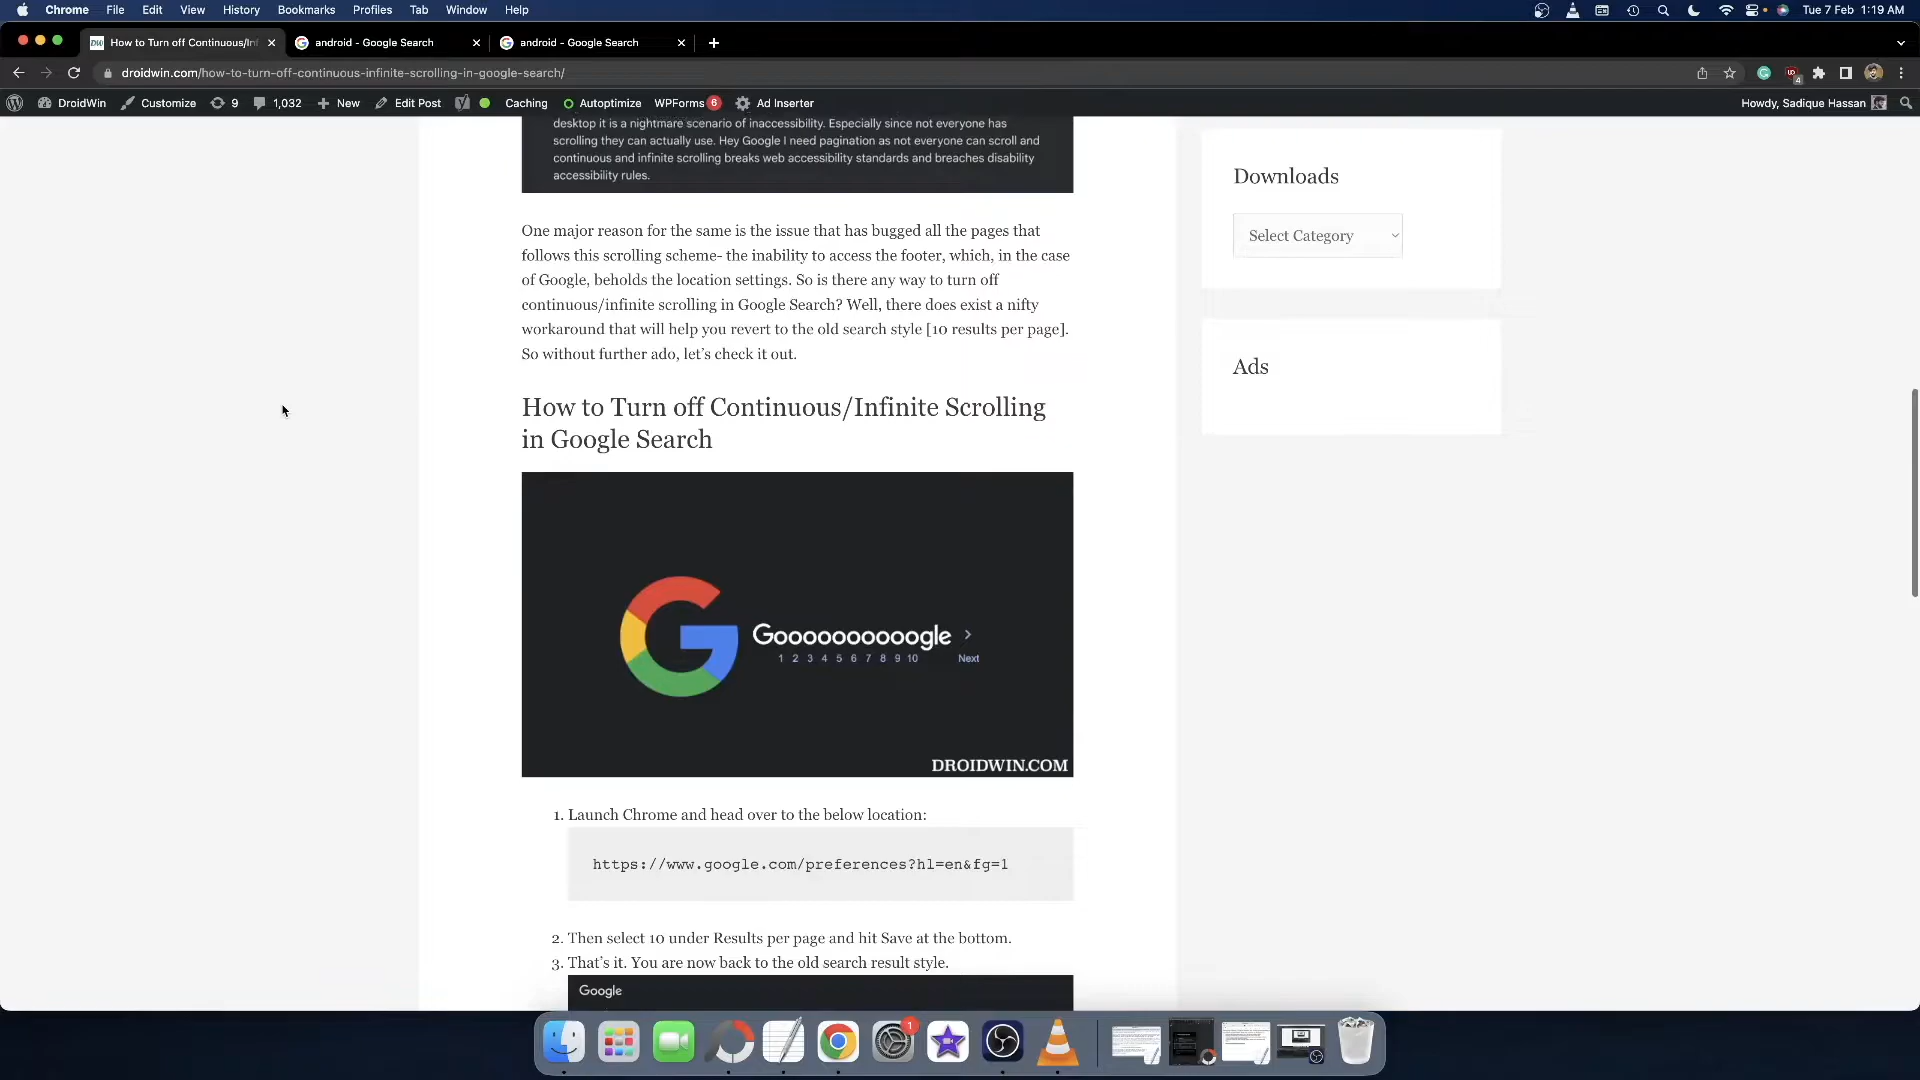 Chrome File Edit View History Bookmarks Profiles Tab Window Help
Tue 7 Feb 1:19 AM
How to Turn off Continuous/Inf
android - Google Search
android - Google Search
droidwin.com/how-to-turn-off-continuous-infinite-scrolling-in-google-search/
4
DroidWin Customize 9 1,032 New Edit Post Caching Autoptimize WPForms 6 Ad Inserter
Howdy, Sadique Hassan
desktop it is a nightmare scenario of inaccessibility. Especially since not everyone has
scrolling they can actually use. Hey Google I need pagination as not everyone can scroll and
continuous and infinite scrolling breaks web accessibility standards and breaches disability
accessibility rules.
One major reason for the same is the issue that has bugged all the pages that
follows this scrolling scheme- the inability to access the footer, which, in the case
of Google, beholds the location settings. So is there any way to turn off
continuous/infinite scrolling in Google Search? Well, there does exist a nifty
workaround that will help you revert to the old search style [10 results per page].
So without further ado, let's check it out.
How to Turn off Continuous/Infinite Scrolling
in Google Search
Goooooooooogle >
1 2 3 4 5 6 7 8 9 10 Next
DROIDWIN.COM
1. Launch Chrome and head over to the below location:
https://www.google.com/preferences?hl=en&fg=1
2. Then select 10 under Results per page and hit Save at the bottom.
3. That's it. You are now back to the old search result style.
Google
Downloads
Select Category
Ads
1